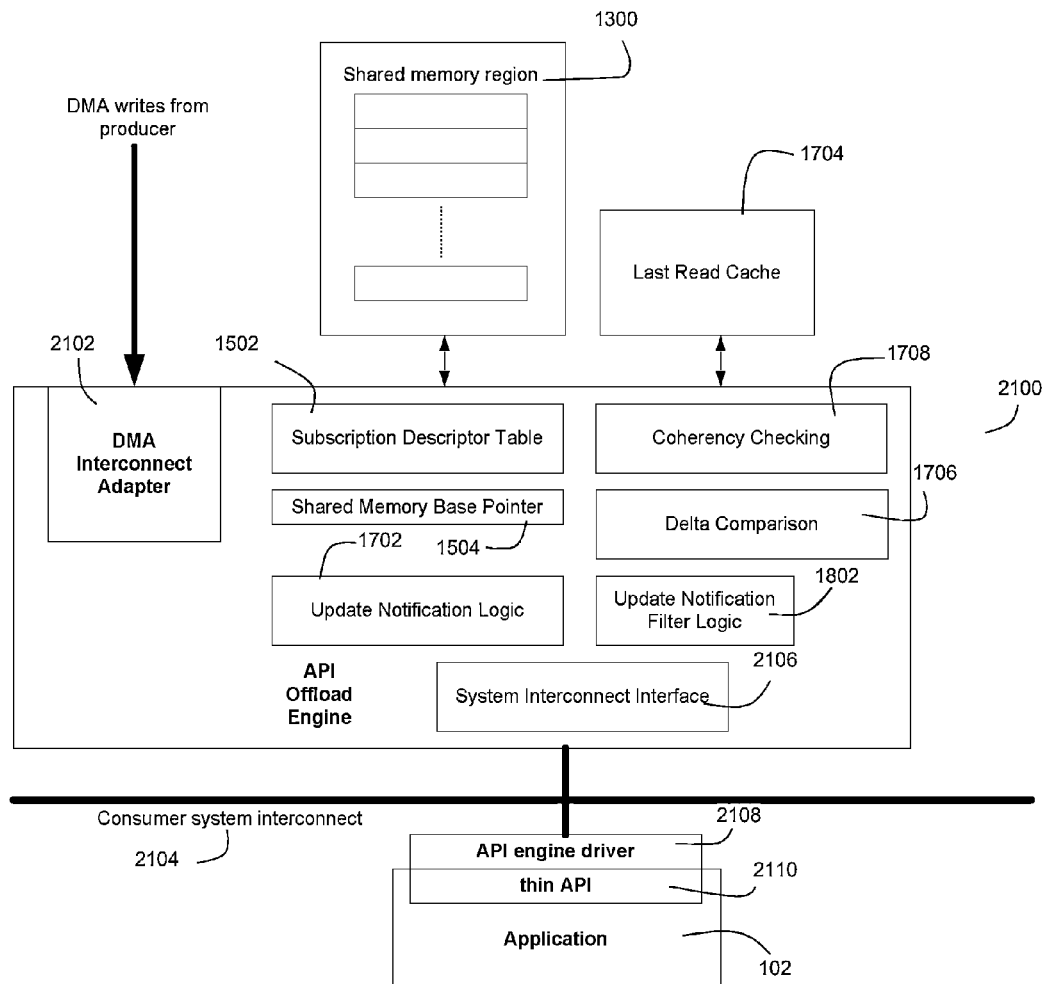 1300
Shared memory region
DMA writes from
producer
1704
Last Read Cache
2102
1502
1708
2100
DMA
Interconnect
Adapter
Subscription Descriptor Table
Coherency Checking
1706
Shared Memory Base Pointer
Delta Comparison
1504
1702
1802
Update Notification Logic
Update Notification
Filter Logic
2106
API
Offload
Engine
System Interconnect Interface
Consumer system interconnect
2104
2108
API engine driver
2110
thin API
Application
102